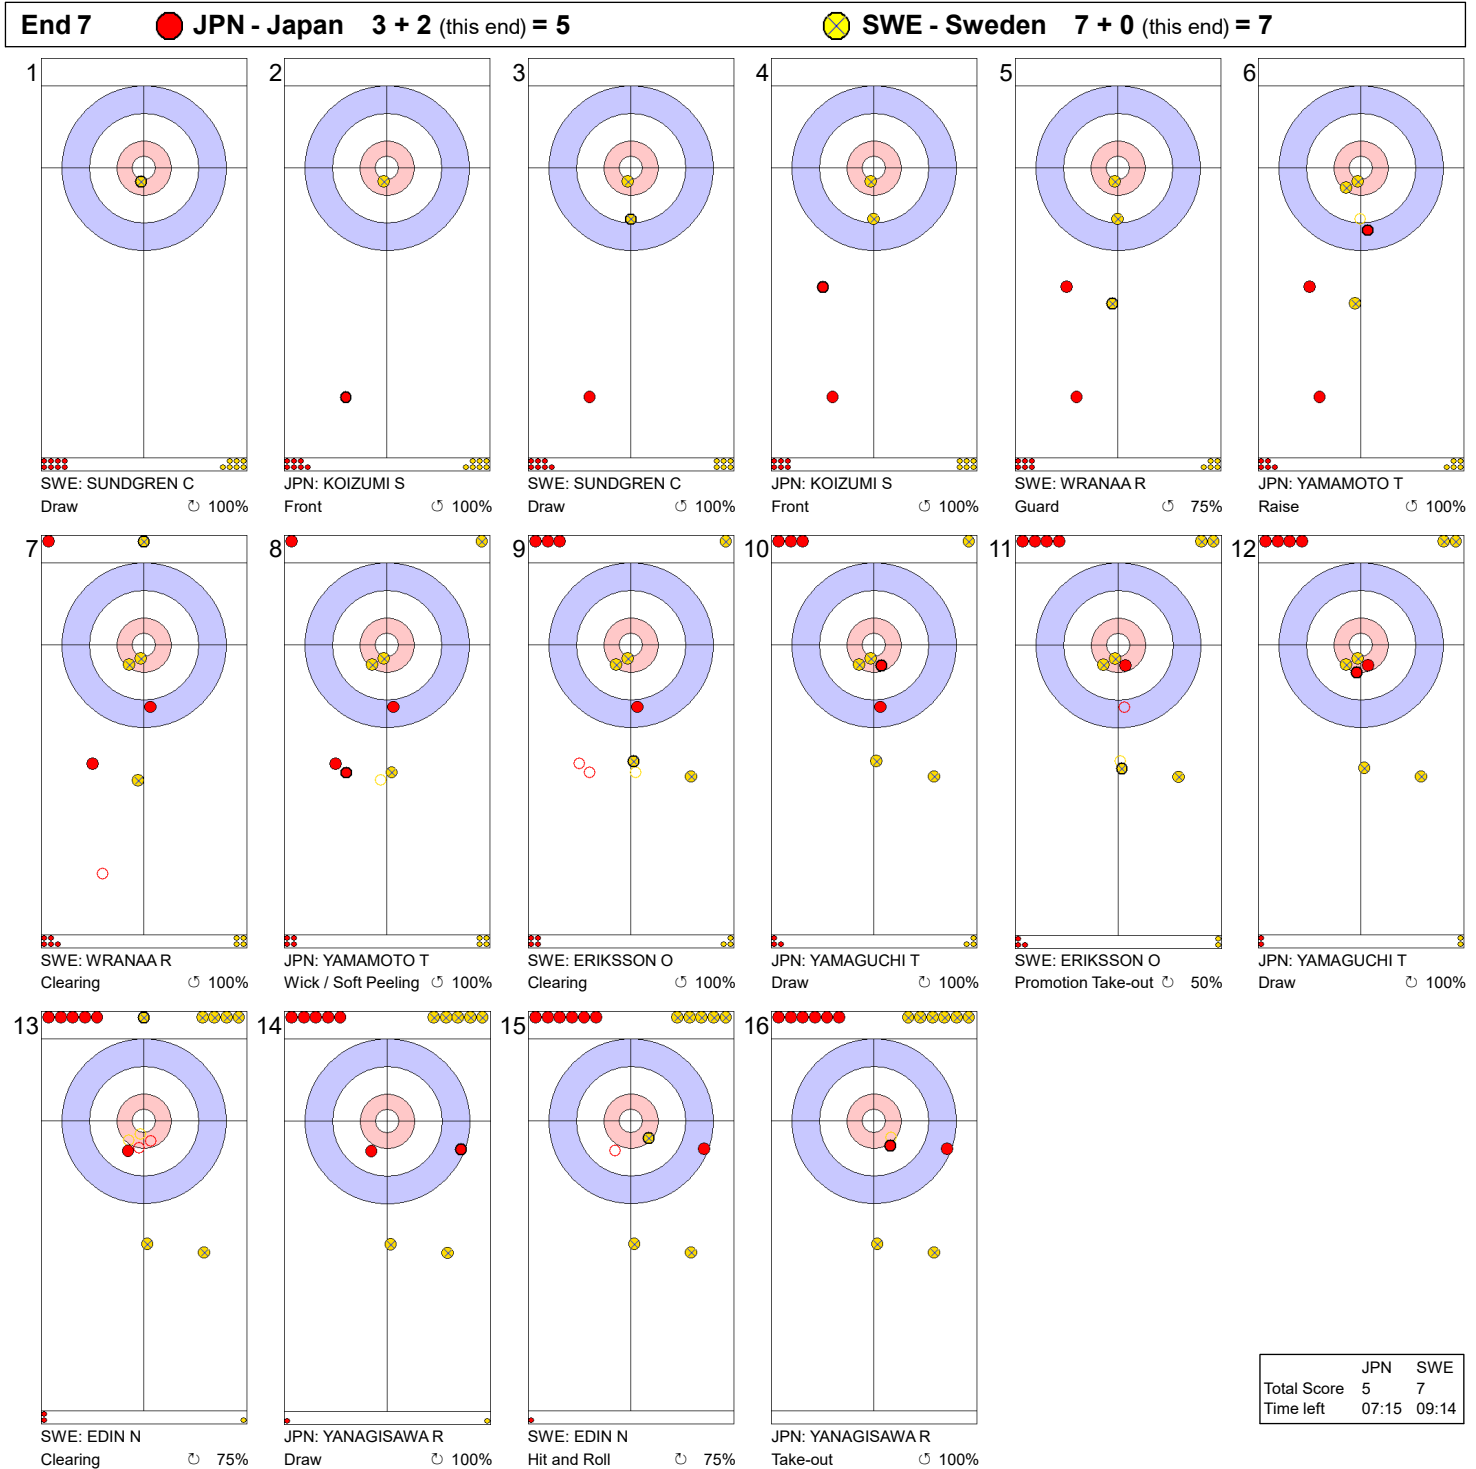 End 7 JPN - Japan 3 + 2 (this end) = 5 SWE - Sweden 7 + 0 (this end) = 7
1 2 3 4 5 6
SWE: SUNDGREN C JPN: KOIZUMI S SWE: SUNDGREN C JPN: KOIZUMI S SWE: WRANAA R JPN: YAMAMOTO T
Draw ↻ 100% Front ↺ 100% Draw ↺ 100% Front ↺ 100% Guard ↺ 75% Raise ↺ 100%
7 8 9 10 11 12
SWE: WRANAA R JPN: YAMAMOTO T SWE: ERIKSSON O JPN: YAMAGUCHI T SWE: ERIKSSON O JPN: YAMAGUCHI T
Clearing ↺ 100% Wick / Soft Peeling ↺ 100% Clearing ↺ 100% Draw ↻ 100% Promotion Take-out ↻ 50% Draw ↻ 100%
13 14 15 16
SWE: EDIN N JPN: YANAGISAWA R SWE: EDIN N JPN: YANAGISAWA R
Clearing ↻ 75% Draw ↻ 100% Hit and Roll ↻ 75% Take-out ↻ 100%
JPN SWE
Total Score 5 7
Time left 07:15 09:14